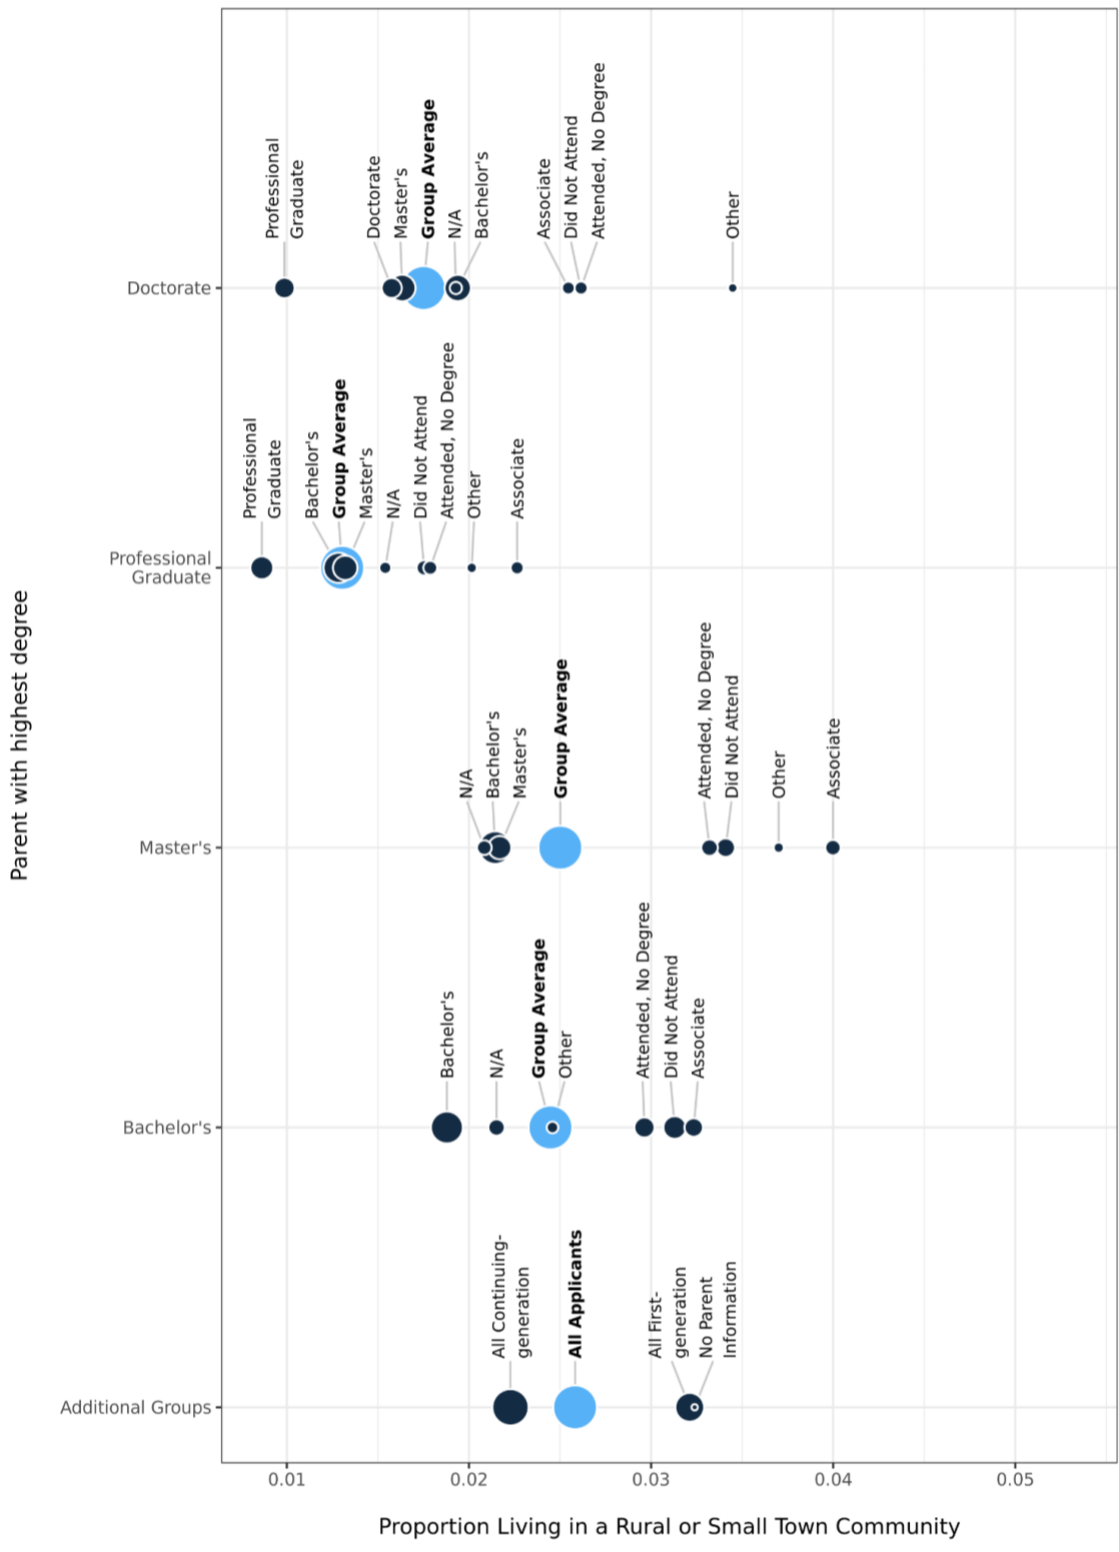 Professional
Graduate
Doctorate
Master's
Group Average
N/A
Bachelor's
Associate
Did Not Attend
Attended, No Degree
Other
Doctorate
Professional
Graduate
Bachelor's
Group Average
Master's
N/A
Did Not Attend
Attended, No Degree
Other
Associate
Professional
Graduate
N/A
Bachelor's
Master's
Group Average
Attended, No Degree
Did Not Attend
Other
Associate
Master's
Bachelor's
N/A
Group Average
Other
Attended, No Degree
Did Not Attend
Associate
Bachelor's
All Continuing-
generation
All Applicants
All First-
generation
No Parent
Information
Additional Groups
Parent with highest degree
0.01
0.02
0.03
0.04
0.05
Proportion Living in a Rural or Small Town Community